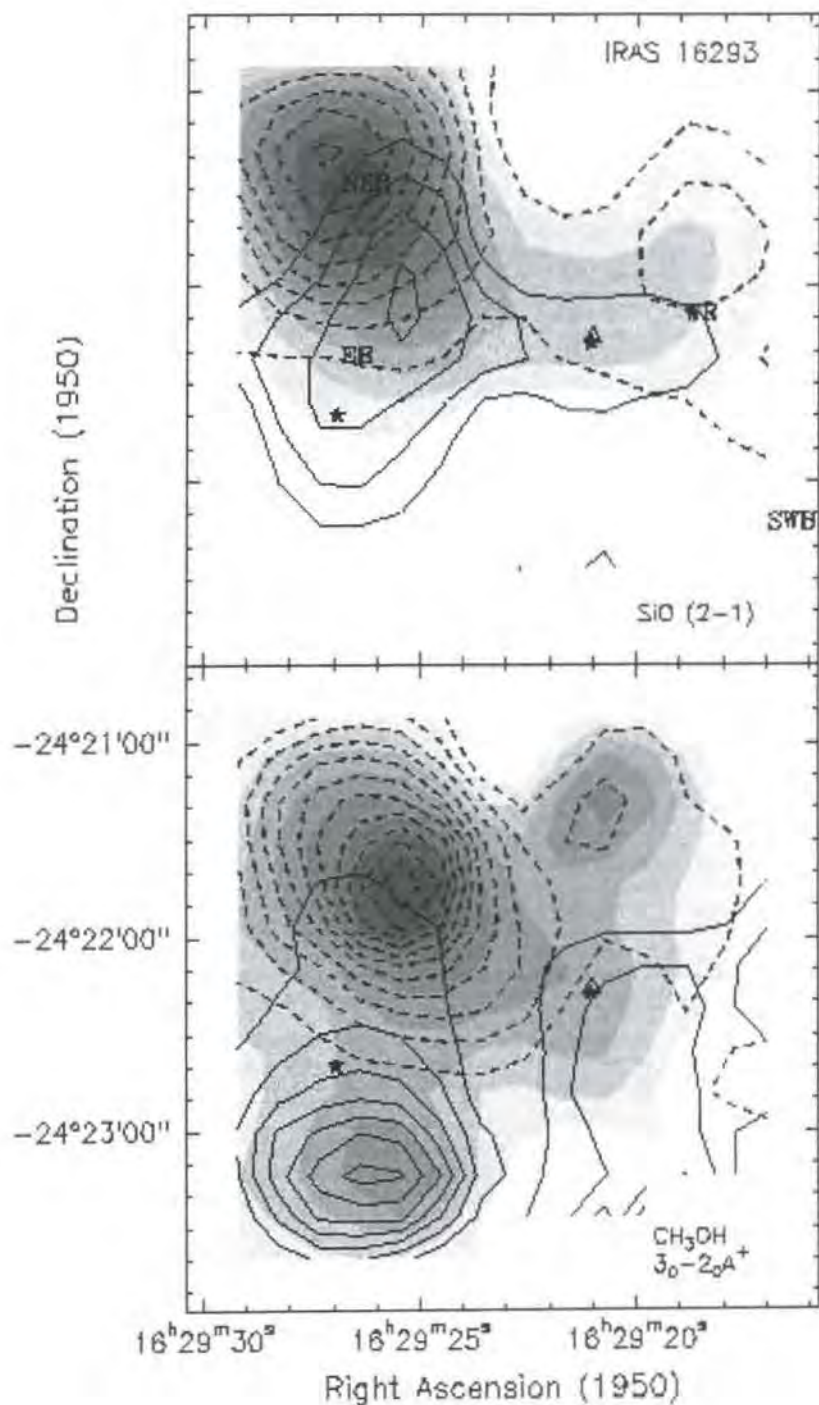 IRAS 16293
NER
ER
WR
SWB
SiO (2-1)
Declination (1950)
-24°21'00"
-24°22'00"
-24°23'00"
CH₃OH
3₀-2₀A⁺
16ʰ29ᵐ30ˢ 16ʰ29ᵐ25ˢ 16ʰ29ᵐ20ˢ
Right Ascension (1950)